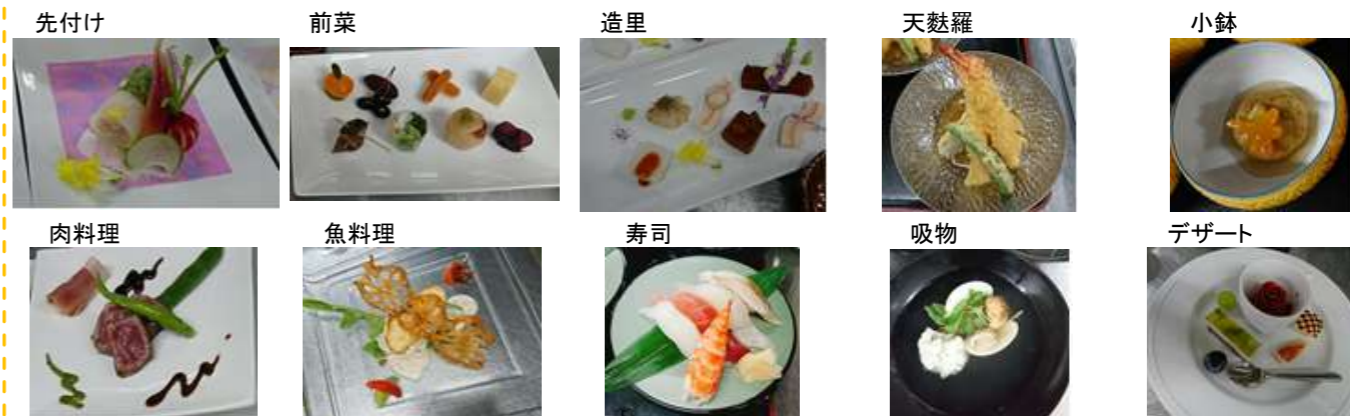 先付け
前菜
造里
天麩羅
小鉢
肉料理
魚料理
寿司
吸物
デザート